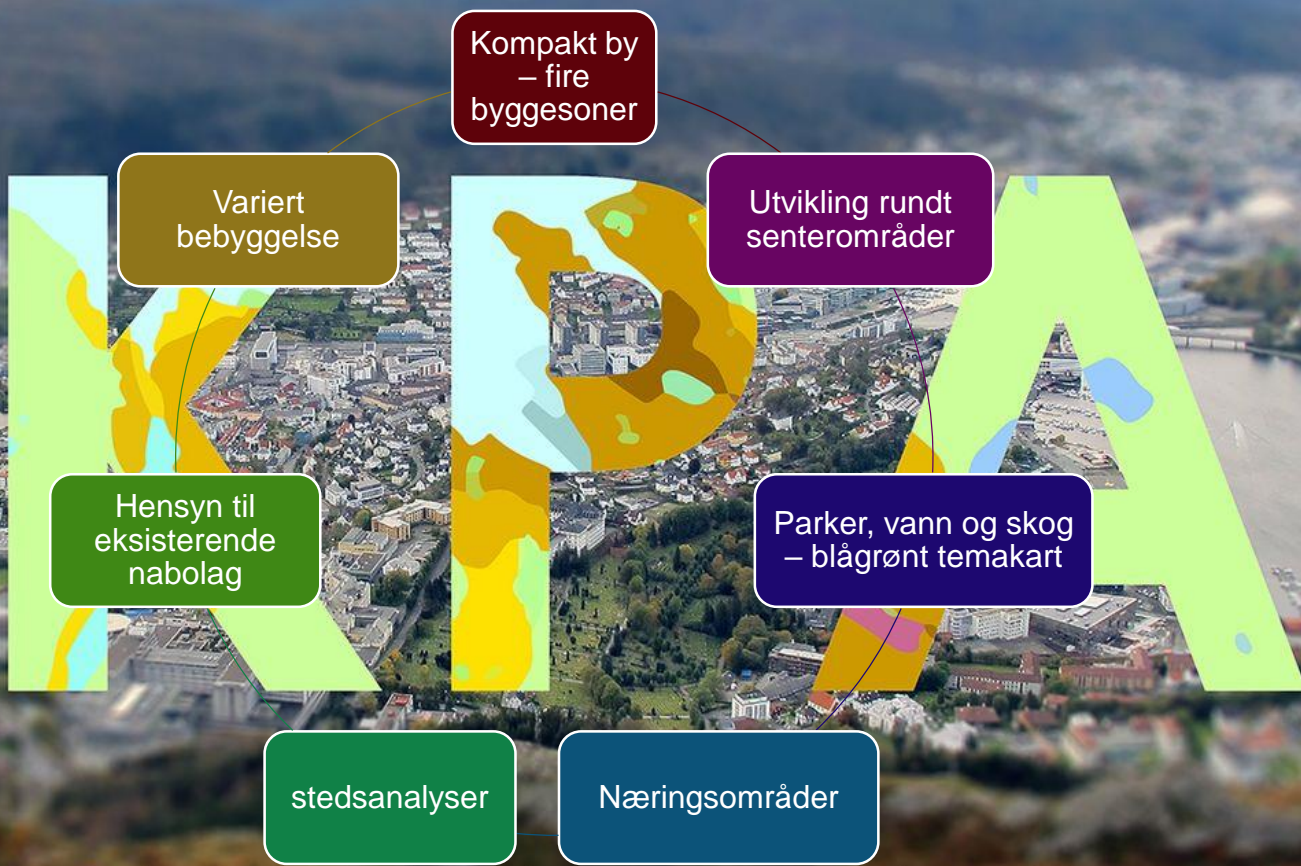 Kompakt by
– fire
byggesoner
Variert
bebyggelse
Utvikling rundt
senterområder
KPA
Hensyn til
eksisterende
nabolag
Parker, vann og skog
– blågrønt temakart
stedsanalyser
Næringsområder